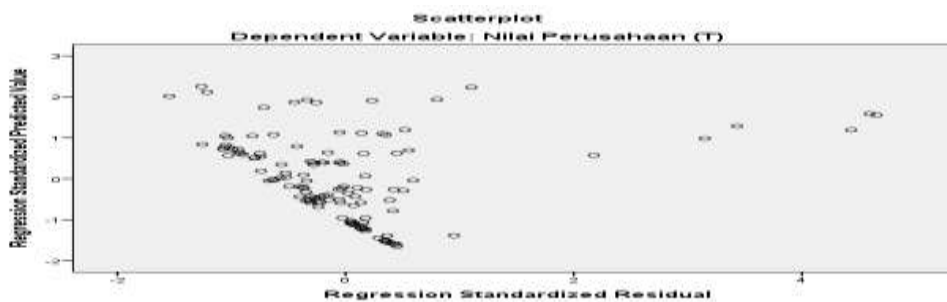 Scatterplot
Dependent Variable: Nilai Perusahaan (T)
Regression Standardized Predicted Value
3
2
1
0
-1
-2
-2
0
2
4
Regression Standardized Residual